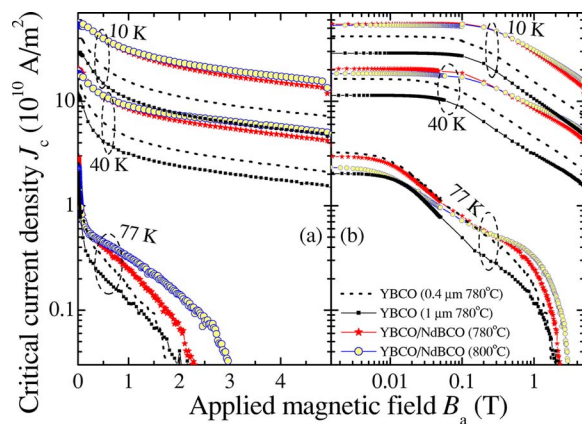 Critical current density J_c (10^10 A/m^2)
10
1
0.1
10 K
40 K
77 K
(a)
0 1 2 3 4
10 K
40 K
77 K
(b)
YBCO (0.4 μm 780°C)
YBCO (1 μm 780°C)
YBCO/NdBCO (780°C)
YBCO/NdBCO (800°C)
0.01 0.1 1
Applied magnetic field B_a (T)